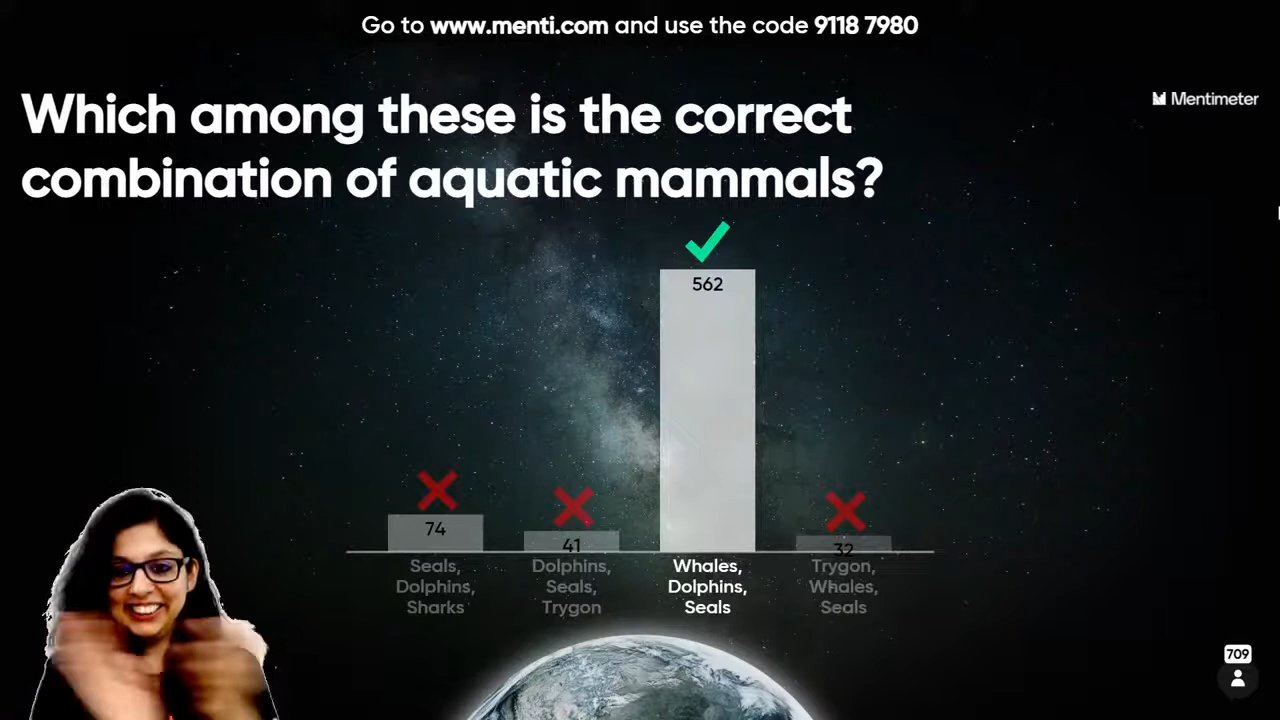 Go to www.menti.com and use the code 9118 7980
Mentimeter
Which among these is the correct
combination of aquatic mammals?
562
74
41
32
Seals,
Dolphins,
Sharks
Dolphins,
Seals,
Trygon
Whales,
Dolphins,
Seals
Trygon,
Whales,
Seals
709